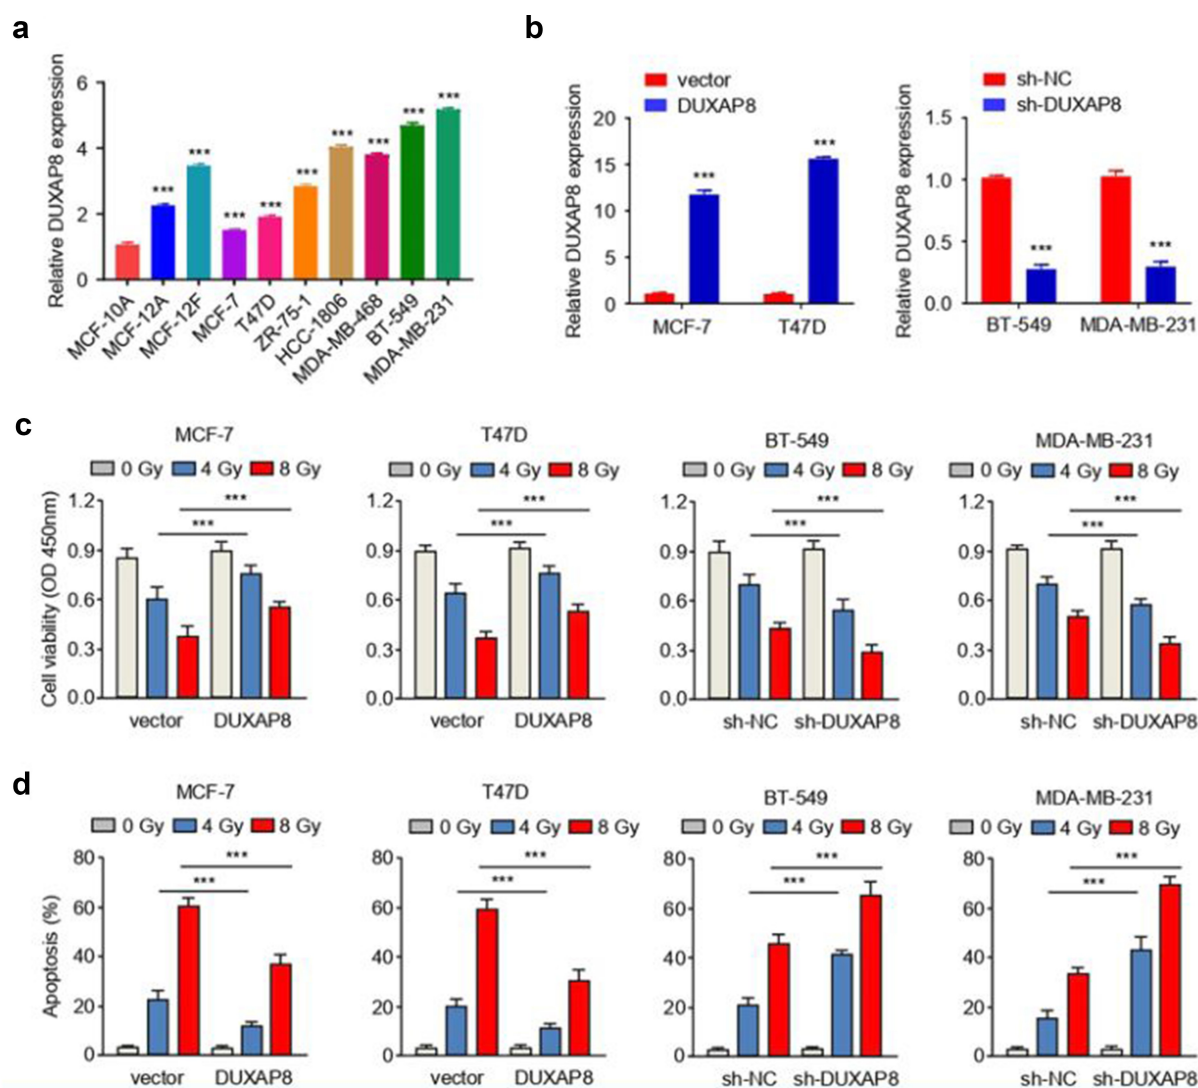 a
Relative DUXAP8 expression
6
4
2
0
***
***
***
***
***
***
***
***
***
MCF-10A
MCF-12A
MCF-12F
MCF-7
T47D
ZR-75-1
HCC-1806
MDA-MB-468
BT-549
MDA-MB-231
b
vector
DUXAP8
Relative DUXAP8 expression
20
15
10
5
0
***
***
MCF-7 T47D
sh-NC
sh-DUXAP8
Relative DUXAP8 expression
1.5
1.0
0.5
0.0
***
***
BT-549 MDA-MB-231
c
MCF-7
0 Gy 4 Gy 8 Gy
Cell viability (OD 450nm)
1.2
0.9
0.6
0.3
0.0
***
***
vector DUXAP8
T47D
0 Gy 4 Gy 8 Gy
1.2
0.9
0.6
0.3
0.0
***
***
vector DUXAP8
BT-549
0 Gy 4 Gy 8 Gy
1.2
0.9
0.6
0.3
0.0
***
***
sh-NC sh-DUXAP8
MDA-MB-231
0 Gy 4 Gy 8 Gy
1.2
0.9
0.6
0.3
0.0
***
***
sh-NC sh-DUXAP8
d
MCF-7
0 Gy 4 Gy 8 Gy
Apoptosis (%)
80
60
40
20
0
***
***
vector DUXAP8
T47D
0 Gy 4 Gy 8 Gy
80
60
40
20
0
***
***
vector DUXAP8
BT-549
0 Gy 4 Gy 8 Gy
80
60
40
20
0
***
***
sh-NC sh-DUXAP8
MDA-MB-231
0 Gy 4 Gy 8 Gy
80
60
40
20
0
***
***
sh-NC sh-DUXAP8